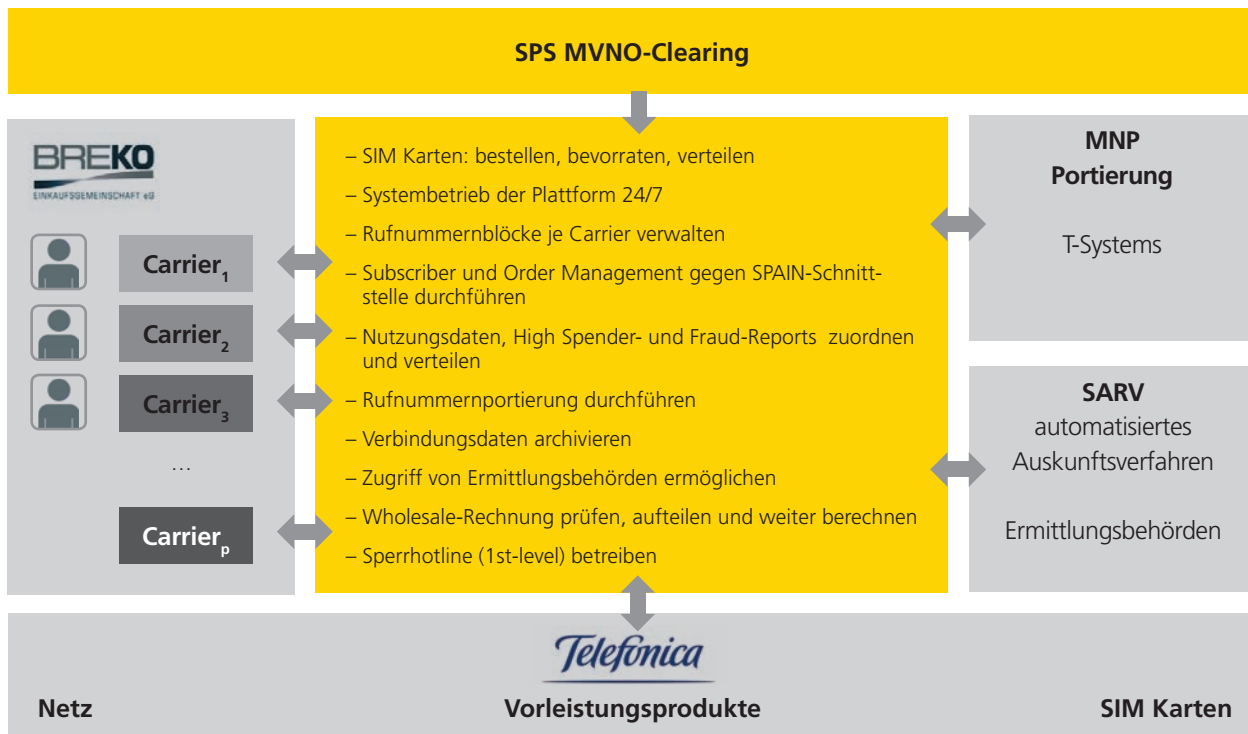 SPS MVNO-Clearing
BREKO
EINKAUFSGEMEINSCHAFT eG
Carrier1
Carrier2
Carrier3
...
Carrierp
– SIM Karten: bestellen, bevorraten, verteilen
– Systembetrieb der Plattform 24/7
– Rufnummernblöcke je Carrier verwalten
– Subscriber und Order Management gegen SPAIN-Schnitt-
stelle durchführen
– Nutzungsdaten, High Spender- und Fraud-Reports zuordnen
und verteilen
– Rufnummernportierung durchführen
– Verbindungsdaten archivieren
– Zugriff von Ermittlungsbehörden ermöglichen
– Wholesale-Rechnung prüfen, aufteilen und weiter berechnen
– Sperrhotline (1st-level) betreiben
MNP
Portierung
T-Systems
SARV
automatisiertes
Auskunftsverfahren
Ermittlungsbehörden
Telefónica
Netz
Vorleistungsprodukte
SIM Karten